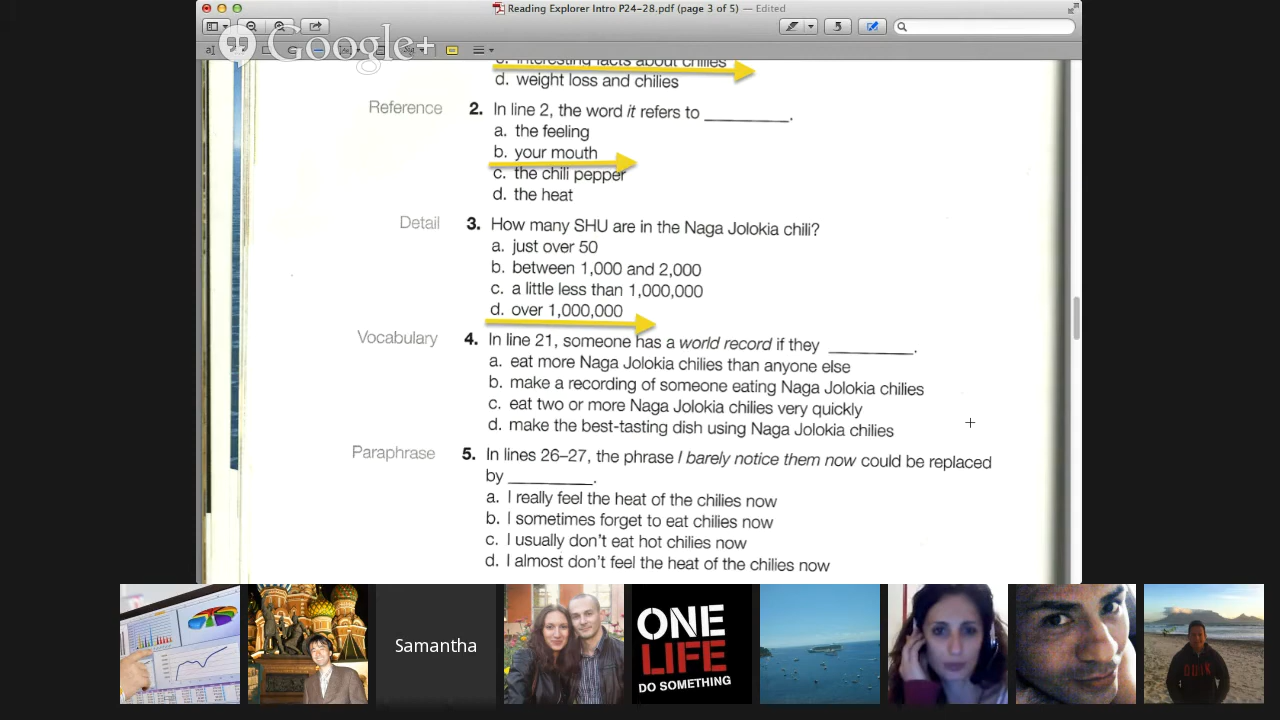 Reading Explorer Intro P24-28.pdf (page 3 of 5) — Edited
Google+
c. interesting facts about chilies
d. weight loss and chilies
Reference 2. In line 2, the word it refers to __________.
a. the feeling
b. your mouth
c. the chili pepper
d. the heat
Detail 3. How many SHU are in the Naga Jolokia chili?
a. just over 50
b. between 1,000 and 2,000
c. a little less than 1,000,000
d. over 1,000,000
Vocabulary 4. In line 21, someone has a world record if they __________.
a. eat more Naga Jolokia chilies than anyone else
b. make a recording of someone eating Naga Jolokia chilies
c. eat two or more Naga Jolokia chilies very quickly
d. make the best-tasting dish using Naga Jolokia chilies
Paraphrase 5. In lines 26–27, the phrase I barely notice them now could be replaced
by __________.
a. I really feel the heat of the chilies now
b. I sometimes forget to eat chilies now
c. I usually don't eat hot chilies now
d. I almost don't feel the heat of the chilies now
Samantha
ONE
LIFE
DO SOMETHING
QUIK